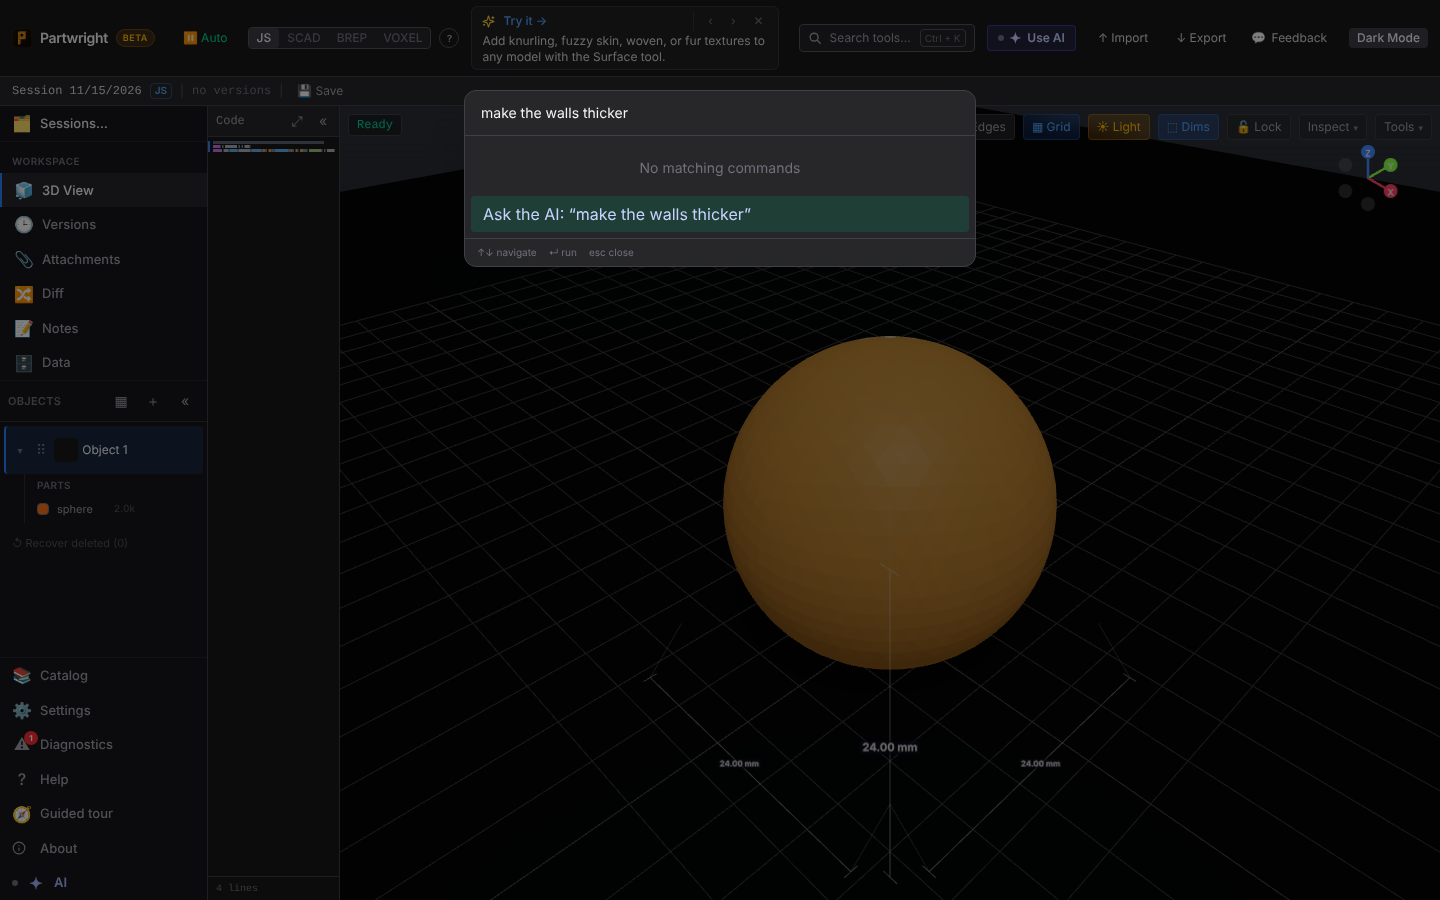 Partwright BETA
Auto
JS SCAD BREP VOXEL ?
Try it →
Add knurling, fuzzy skin, woven, or fur textures to
any model with the Surface tool.
Search tools... Ctrl + K
Use AI
↑ Import
↓ Export
Feedback
Dark Mode
Session 11/15/2026 JS | no versions | Save
Sessions...
WORKSPACE
3D View
Versions
Attachments
Diff
Notes
Data
OBJECTS
Object 1
PARTS
sphere 2.0k
Recover deleted (0)
Catalog
Settings
Diagnostics 1
? Help
Guided tour
About
AI
Code
4 lines
Ready
make the walls thicker
No matching commands
Ask the AI: “make the walls thicker”
↑↓ navigate ↵ run esc close
Edges
Grid
Light
Dims
Lock
Inspect
Tools
Z
Y
X
24.00 mm
24.00 mm
24.00 mm